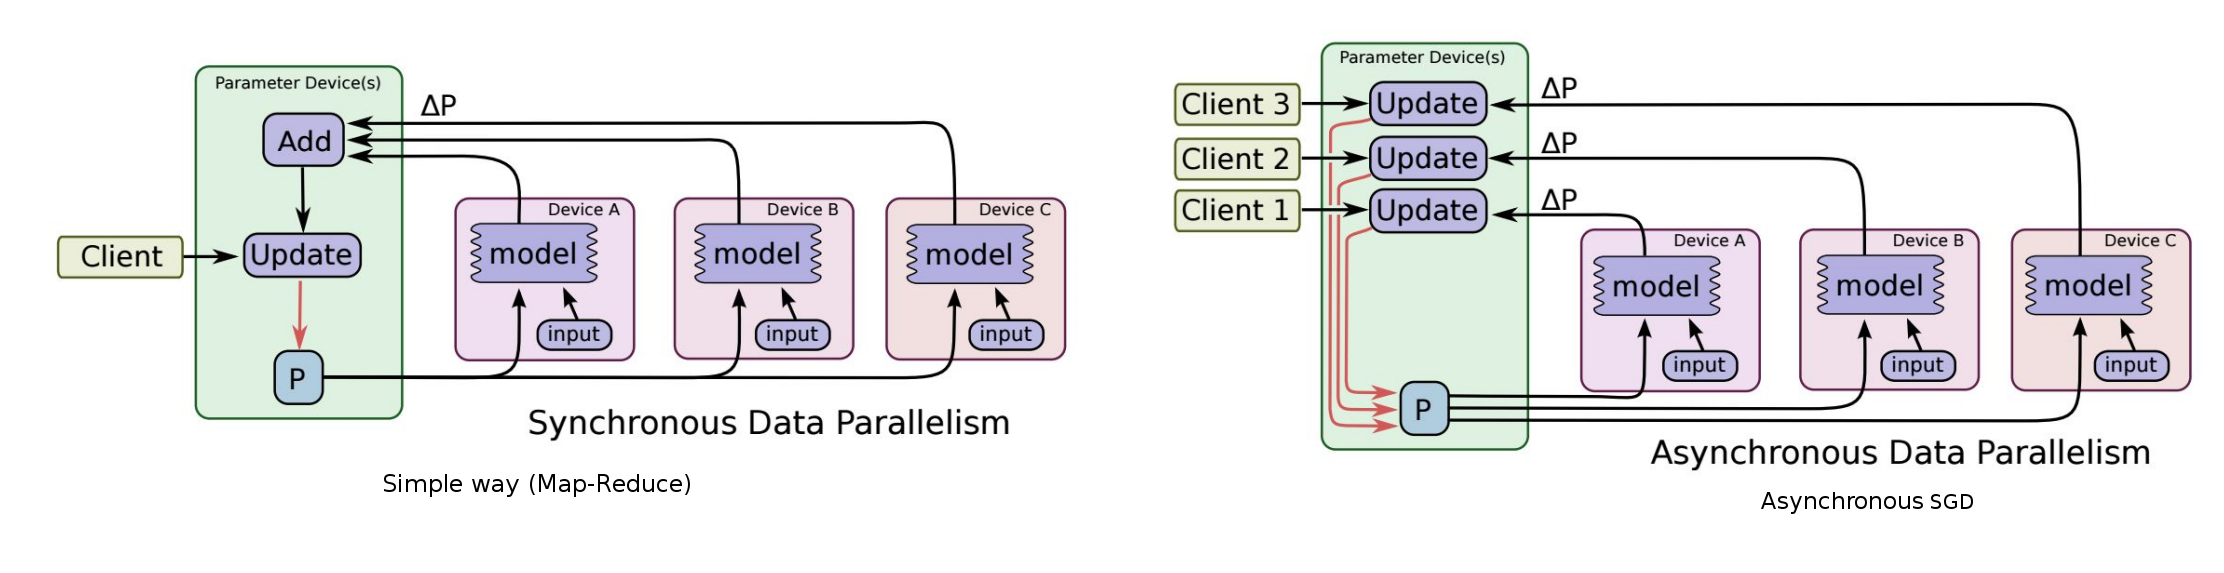 Parameter Device(s)
ΔP
Add
Device A
Device B
Device C
model
model
model
Client
Update
input
input
input
P
Synchronous Data Parallelism
Simple way (Map-Reduce)
Parameter Device(s)
Client 3
Update
ΔP
Client 2
Update
ΔP
Client 1
Update
ΔP
Device A
Device B
Device C
model
model
model
input
input
input
P
Asynchronous Data Parallelism
Asynchronous SGD